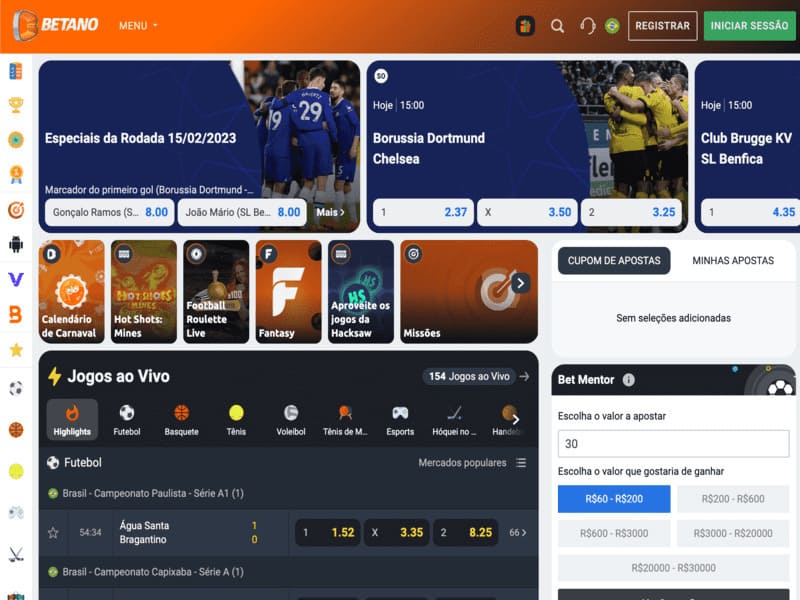 BETANO
MENU
REGISTRAR
INICIAR SESSÃO
Especiais da Rodada 15/02/2023
Marcador do primeiro gol (Borussia Dortmund -...
Gonçalo Ramos (S... 8.00
João Mário (SL Be... 8.00
Mais
SO
Hoje | 15:00
Borussia Dortmund
Chelsea
1 2.37
X 3.50
2 3.25
Hoje | 15:00
Club Brugge KV
SL Benfica
1 4.35
Calendário
de Carnaval
HOT SHOTS
MINES
Hot Shots:
Mines
Football
Roulette
Live
Fantasy
HS
Aproveite os
jogos da
Hacksaw
Missões
CUPOM DE APOSTAS
MINHAS APOSTAS
Sem seleções adicionadas
Jogos ao Vivo
154 Jogos ao Vivo
Highlights
Futebol
Basquete
Tênis
Voleibol
Tênis de M...
Esports
Hóquei no ...
Handeb
Futebol
Mercados populares
Brasil - Campeonato Paulista - Série A1 (1)
54:34
Água Santa 1
Bragantino 0
1 1.52
X 3.35
2 8.25
66
Brasil - Campeonato Capixaba - Série A (1)
Bet Mentor
Escolha o valor a apostar
30
Escolha o valor que gostaria de ganhar
R$60 - R$200
R$200 - R$600
R$600 - R$3000
R$3000 - R$20000
R$20000 - R$30000